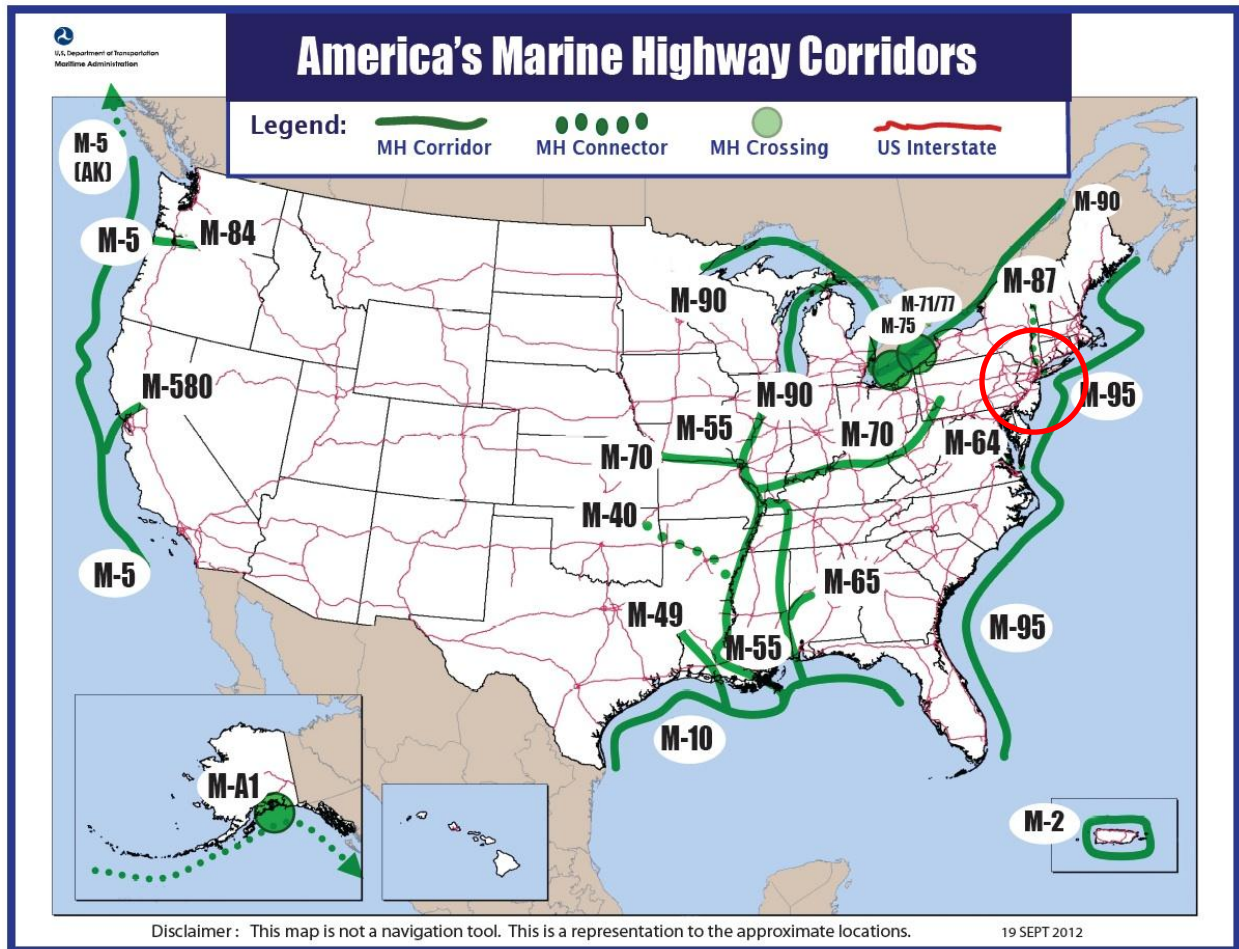 U.S. Department of Transportation
Maritime Administration
America's Marine Highway Corridors
Legend:
MH Corridor
MH Connector
MH Crossing
US Interstate
M-5
(AK)
M-5
M-84
M-90
M-87
M-90
M-71/77
M-75
M-580
M-90
M-95
M-55
M-70
M-64
M-70
M-40
M-5
M-65
M-49
M-55
M-95
M-10
M-A1
M-2
Disclaimer : This map is not a navigation tool. This is a representation to the approximate locations.
19 SEPT 2012